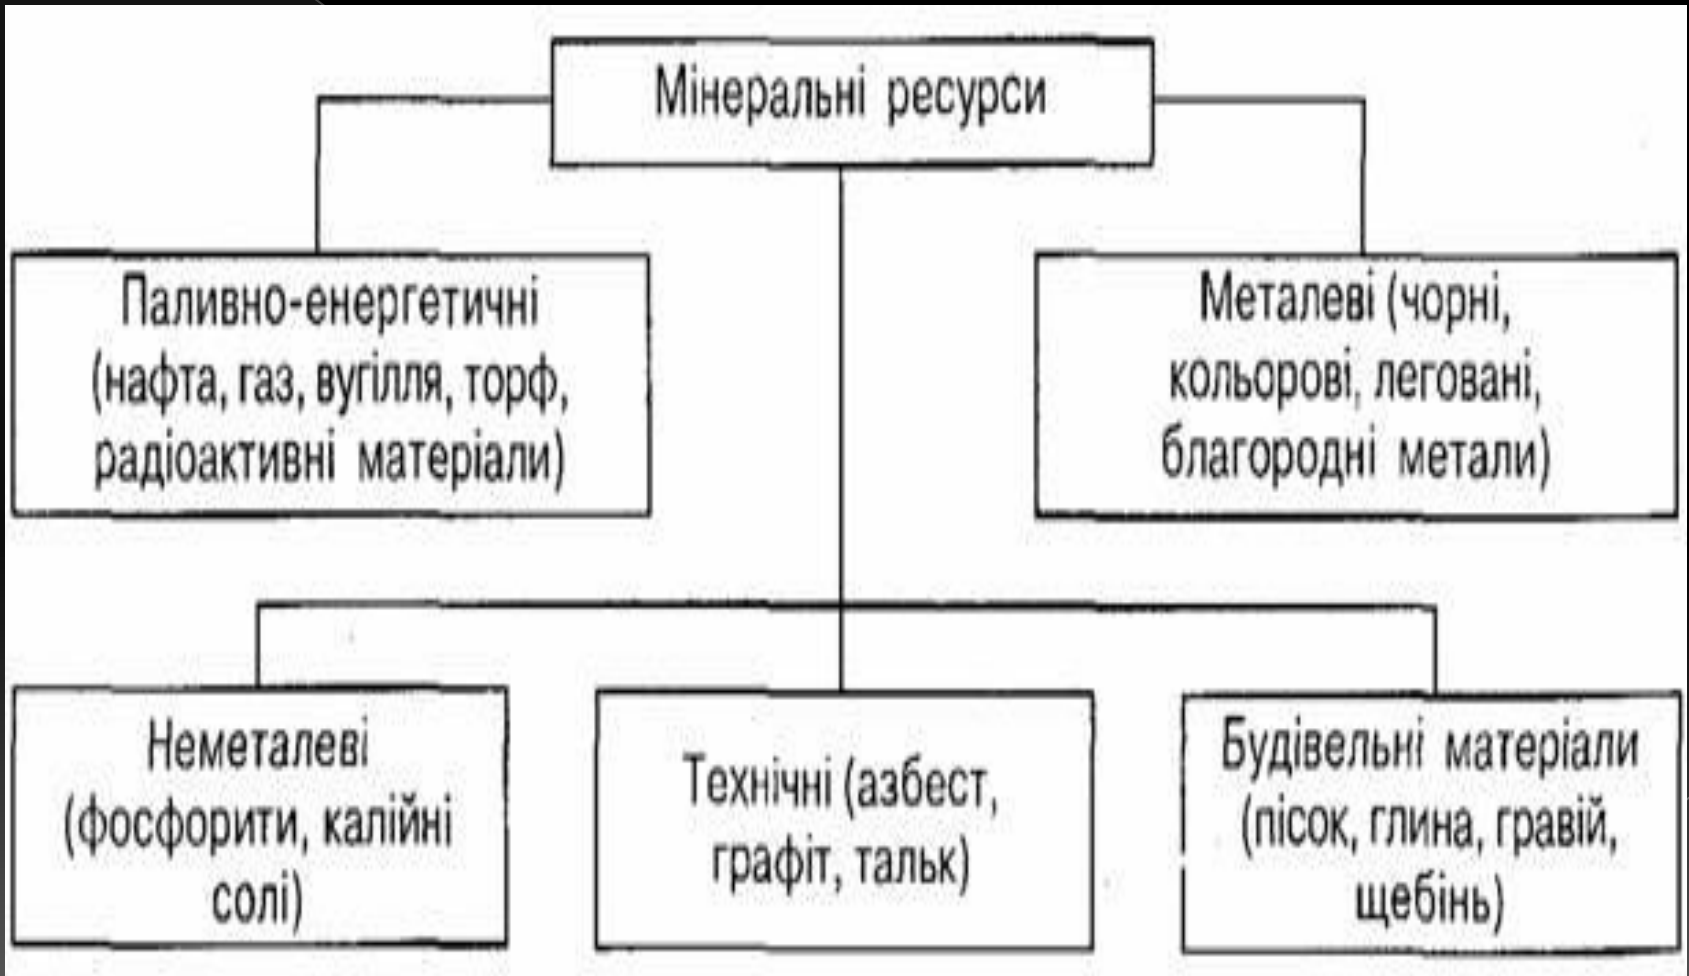 Мінеральні ресурси
Паливно-енергетичні
(нафта, газ, вугілля, торф,
радіоактивні матеріали)
Металеві (чорні,
кольорові, леговані,
благородні метали)
Неметалеві
(фосфорити, калійні
солі)
Технічні (азбест,
графіт, тальк)
Будівельні матеріали
(пісок, глина, гравій,
щебінь)